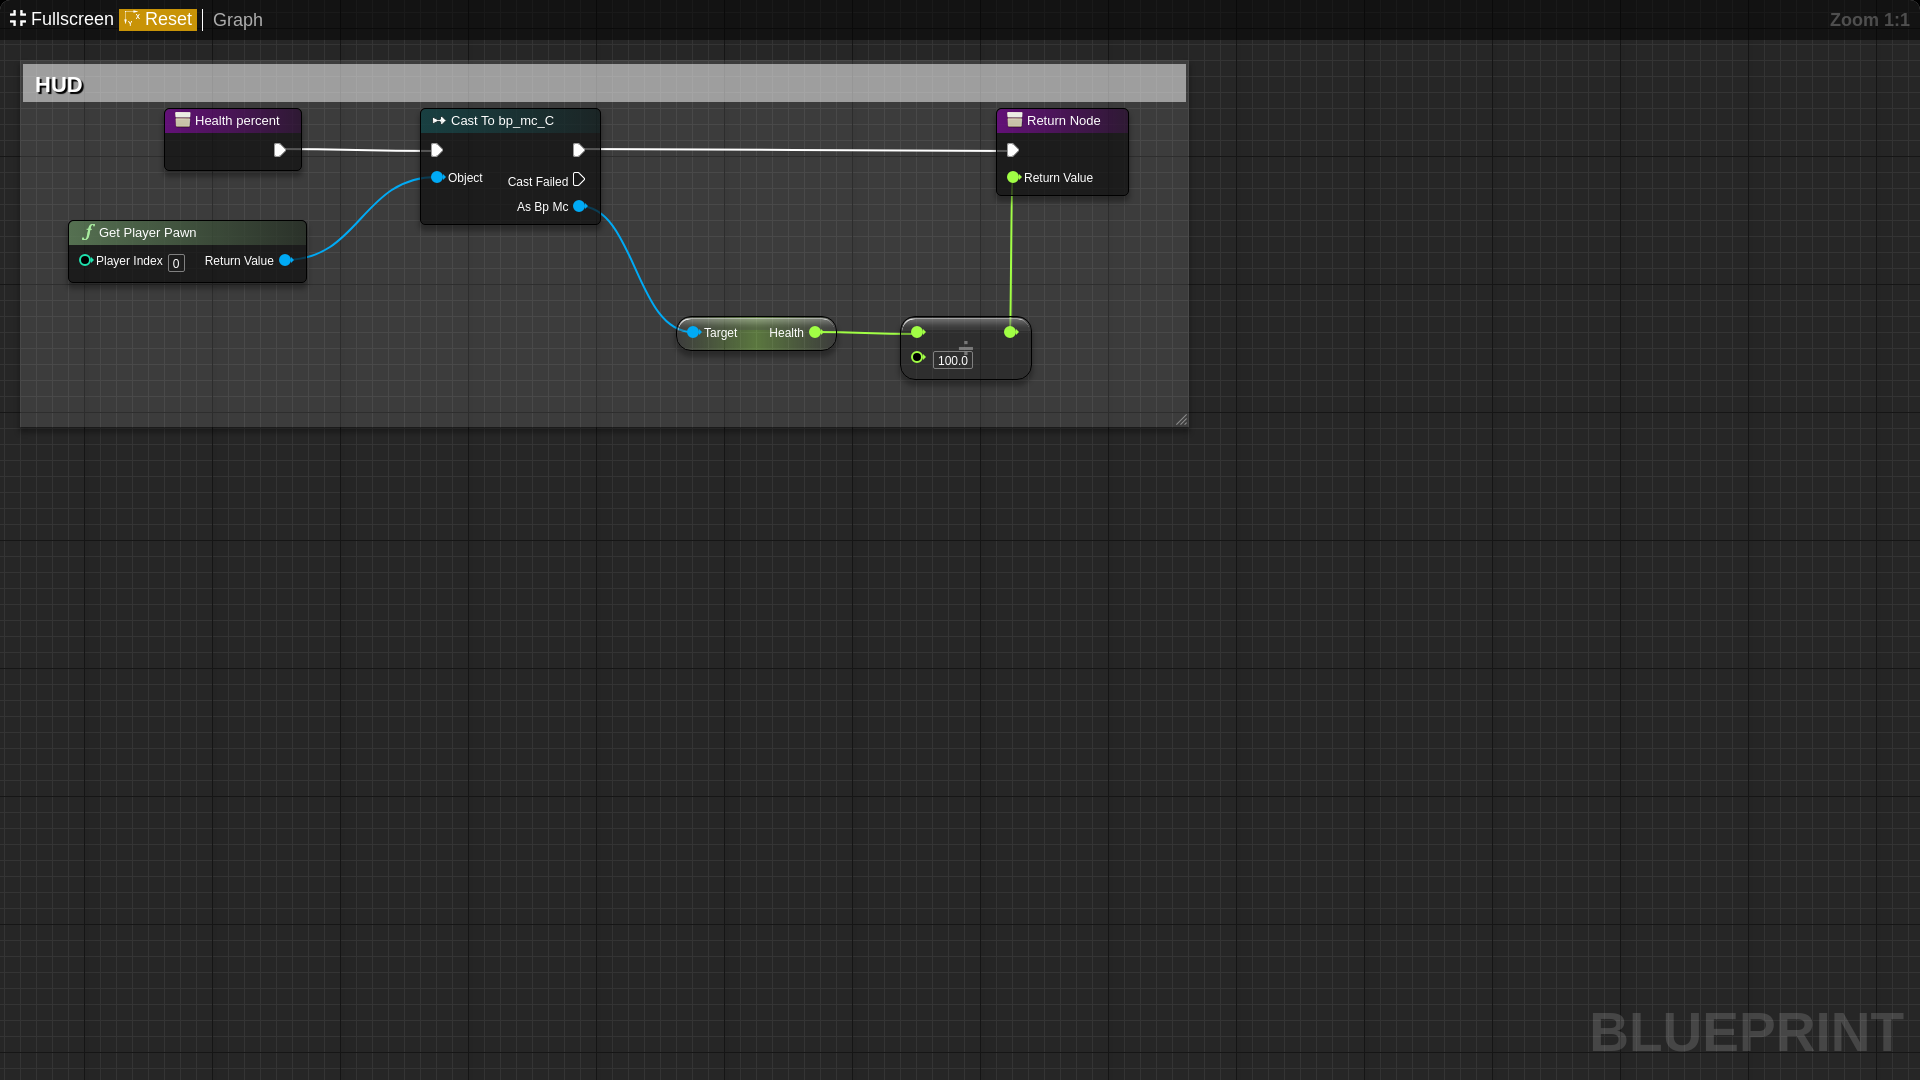 Fullscreen Reset Graph Zoom 1:1
HUD
Health percent
Cast To bp_mc_C
Object
Cast Failed
As Bp Mc
Return Node
Return Value
Get Player Pawn
Player Index 0 Return Value
Target Health
÷
100.0
BLUEPRINT